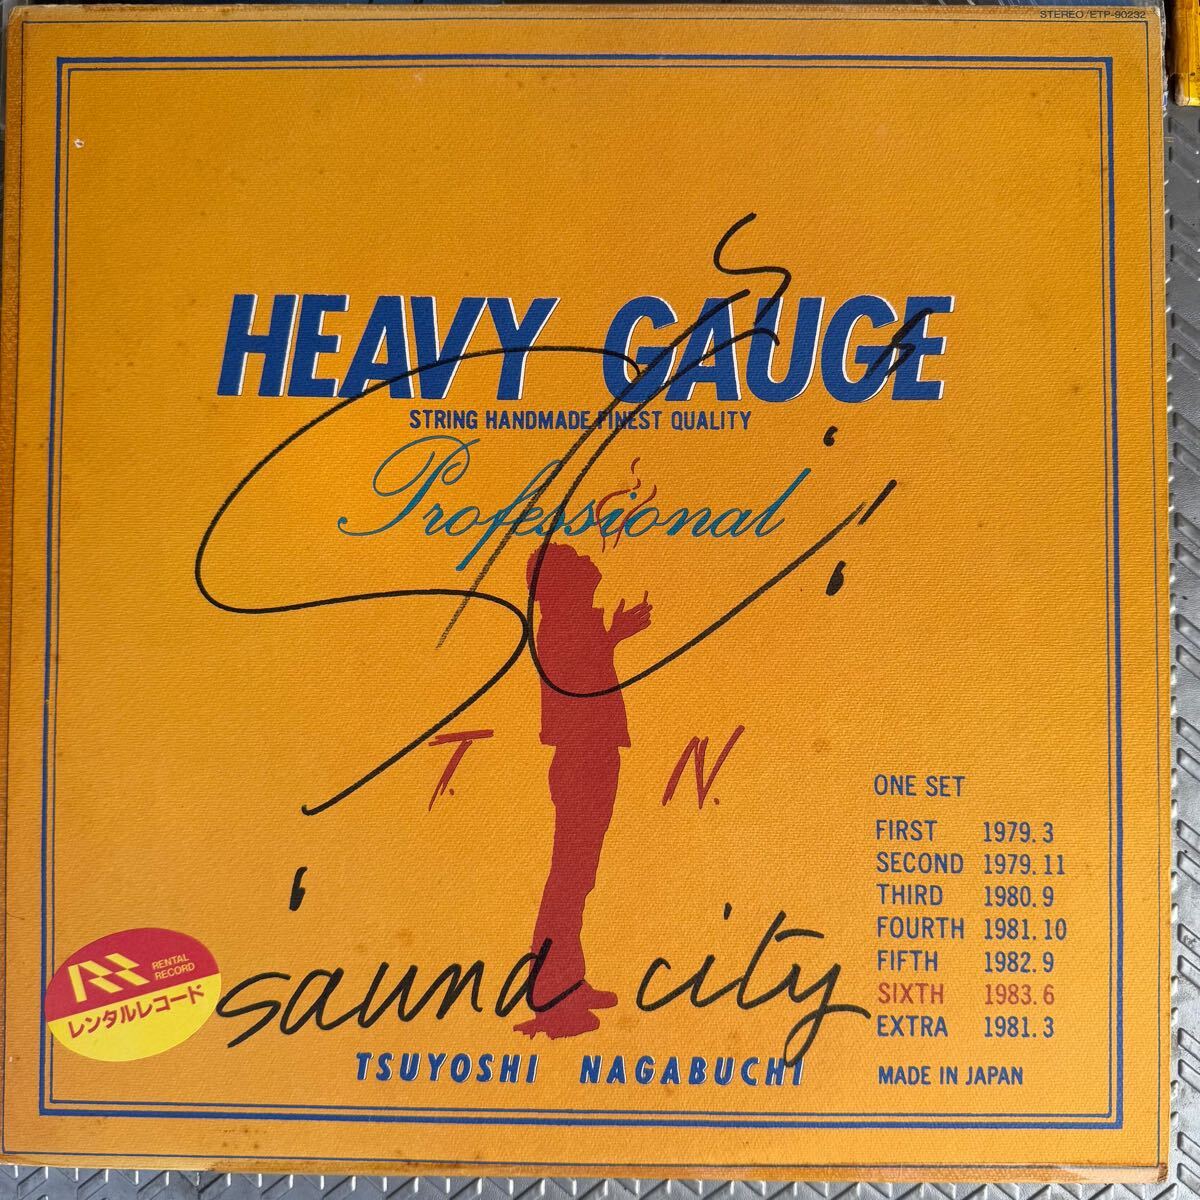 STEREO/ETP-90232
HEAVY GAUGE
STRING HANDMADE FINEST QUALITY
Professional
T. N.
ONE SET
FIRST 1979.3
SECOND 1979.11
THIRD 1980.9
FOURTH 1981.10
FIFTH 1982.9
SIXTH 1983.6
EXTRA 1981.3
MADE IN JAPAN
RENTAL
RECORD
レンタルレコード
saund city
TSUYOSHI NAGABUCHI